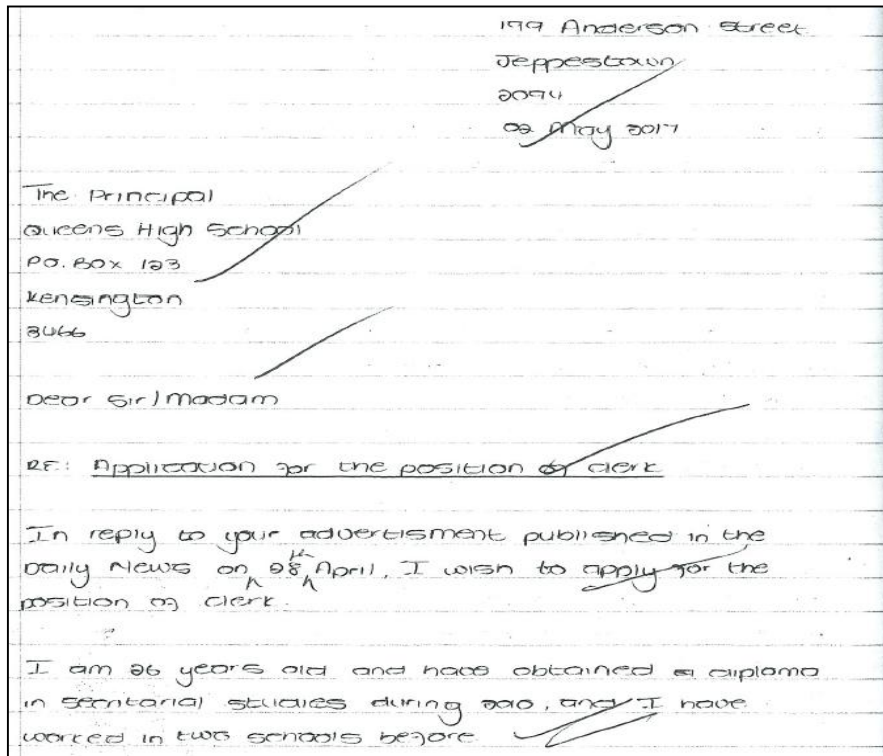 199 Anderson Street
Jeppestown
2094
02 May 2017
The Principal
Queens High School
P.O. Box 123
Kensington
3466
Dear Sir/Madam
RE: Application for the position of clerk
In reply to your advertisment published in the
Daily News on 28 April, I wish to apply for the
position of clerk.
I am 26 years old and have obtained a diploma
in secritarial studies during 2010, and I have
worked in two schools before